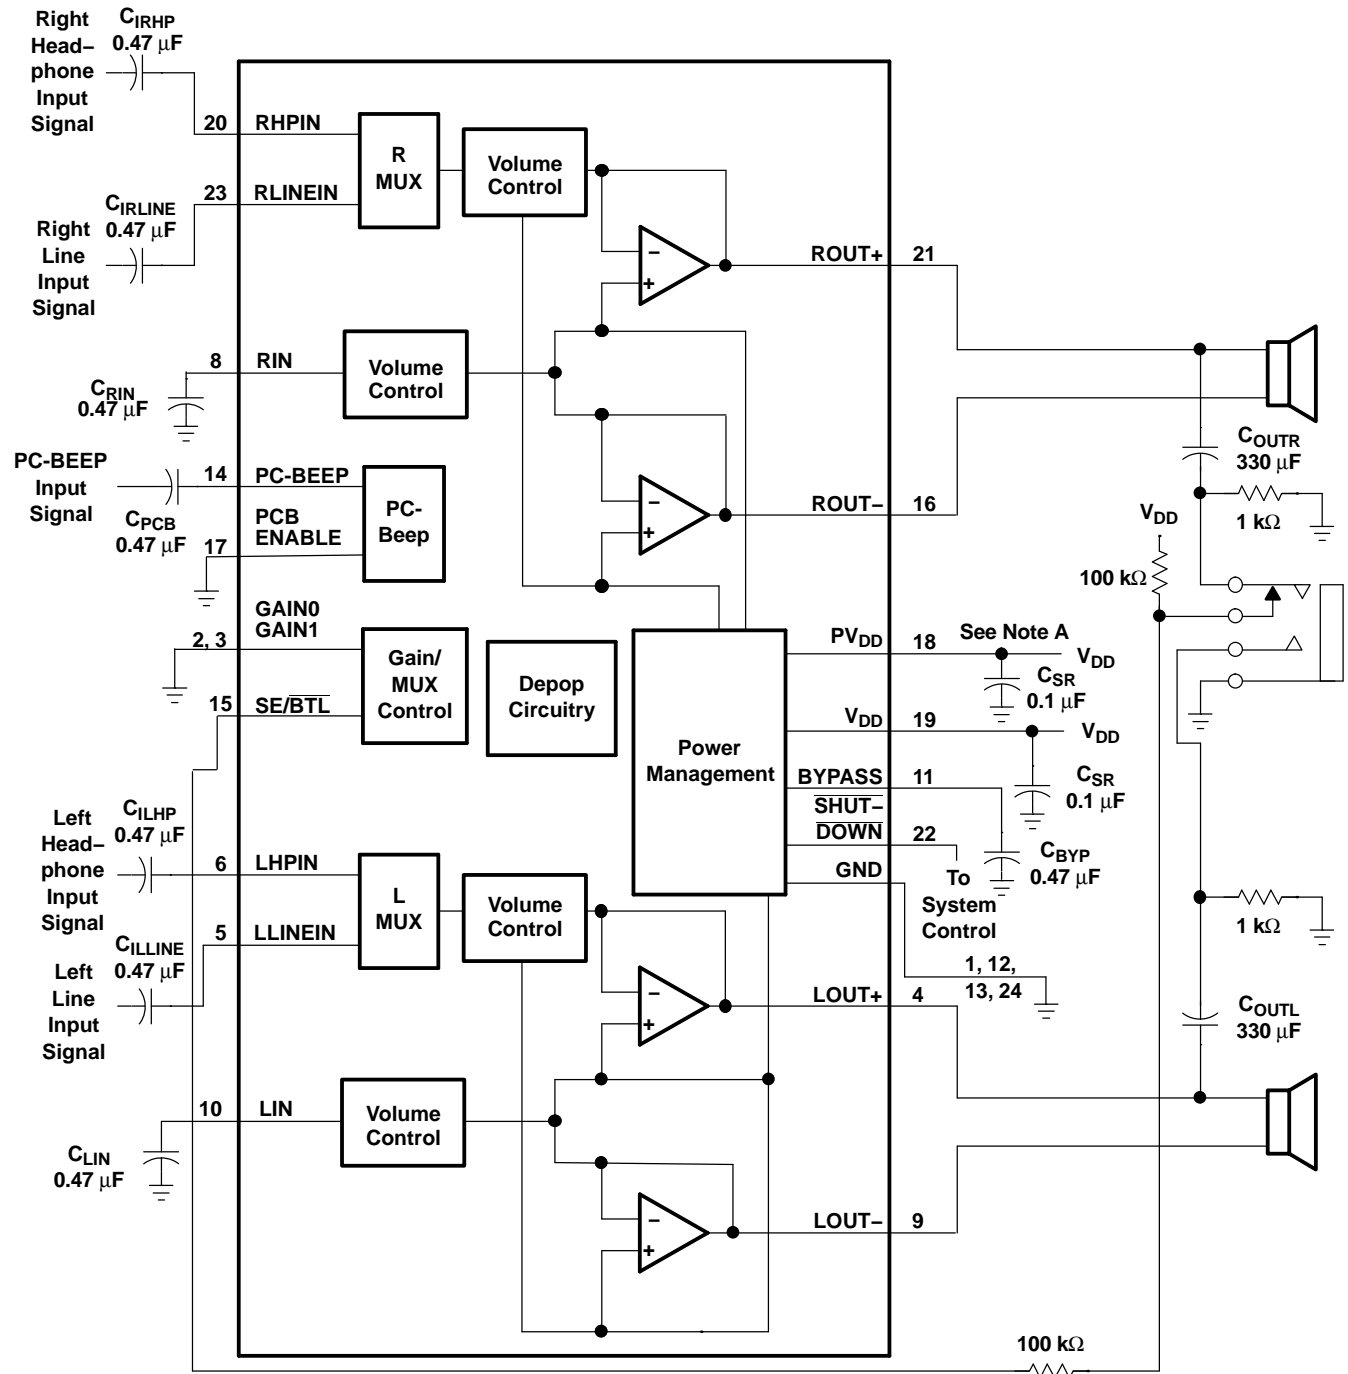 Right
Head–
phone
Input
Signal
CIRHP
0.47 μF
20
RHPIN
R
MUX
Volume
Control
23
RLINEIN
CIRLINE
0.47 μF
Right
Line
Input
Signal
–
+
ROUT+
21
8
RIN
Volume
Control
CRIN
0.47 μF
COUTR
330 μF
1 kΩ
PC-BEEP
Input
Signal
14
PC-BEEP
CPCB
0.47 μF
PCB
ENABLE
17
PC-
Beep
–
+
ROUT–
16
VDD
100 kΩ
GAIN0
GAIN1
2, 3
Gain/
MUX
Control
15
SE/BTL
Depop
Circuitry
Power
Management
PVDD
18
See Note A
VDD
CSR
0.1 μF
VDD
19
VDD
CSR
0.1 μF
BYPASS
11
SHUT–
DOWN
22
CBYP
0.47 μF
GND
To
System
Control
1, 12,
13, 24
Left
Head–
phone
Input
Signal
CILHP
0.47 μF
6
LHPIN
L
MUX
Volume
Control
5
LLINEIN
CILLINE
0.47 μF
Left
Line
Input
Signal
–
+
LOUT+
4
1 kΩ
COUTL
330 μF
10
LIN
Volume
Control
CLIN
0.47 μF
–
+
LOUT–
9
100 kΩ